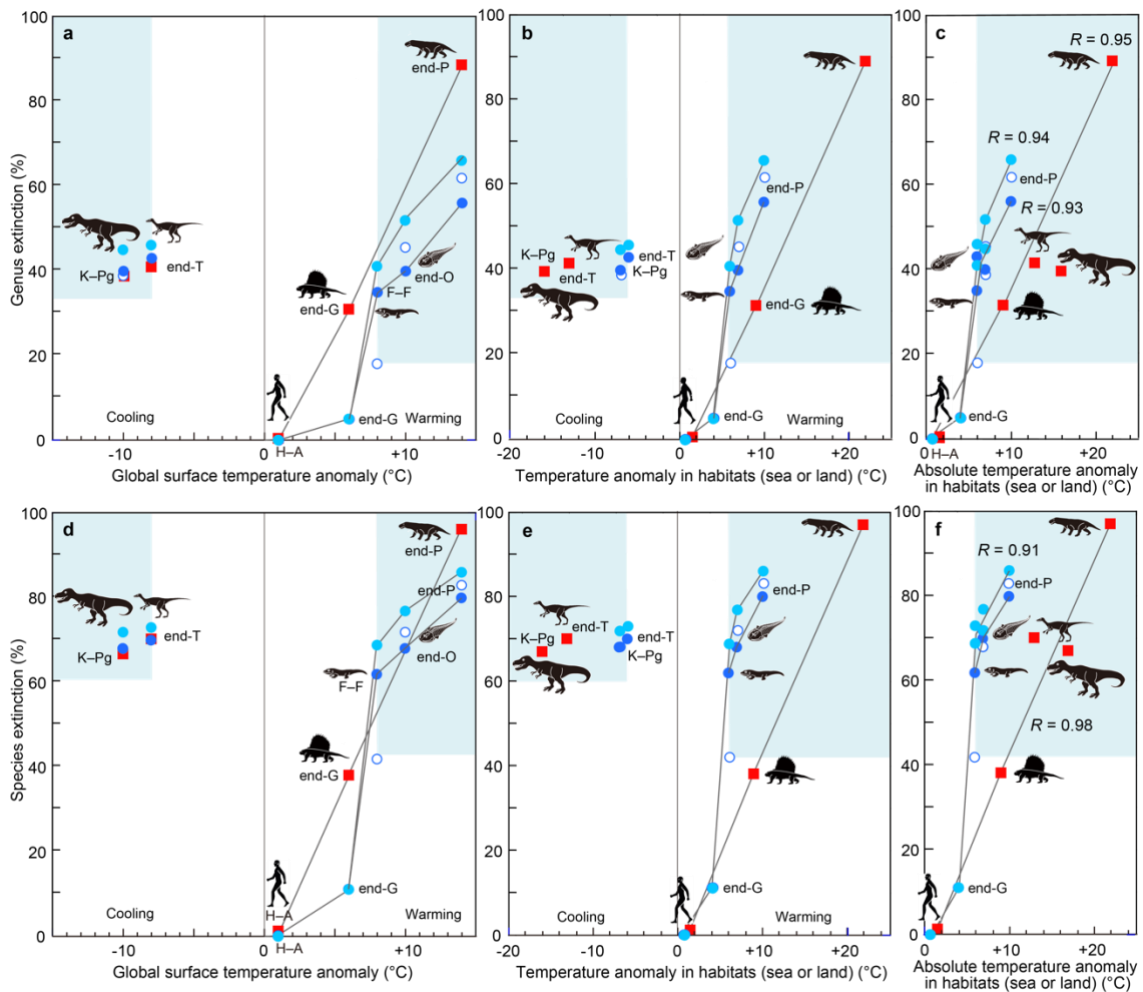 a
b
c
100
80
60
40
20
0
Genus extinction (%)
end-P
K–Pg
end-T
end-G
end-O
F–F
end-G
H–A
Cooling
Warming
-10
0
+10
Global surface temperature anomaly (°C)
end-P
K–Pg
end-T
K–Pg
end-G
end-G
Cooling
Warming
-20
-10
0
+10
+20
Temperature anomaly in habitats (sea or land) (°C)
100
80
60
40
20
0
R = 0.95
R = 0.94
end-P
R = 0.93
end-G
H–A
0
+10
+20
Absolute temperature anomaly
in habitats (sea or land) (°C)
d
e
f
100
80
60
40
20
0
Species extinction (%)
end-P
end-P
end-T
K–Pg
end-O
F–F
end-G
end-G
H–A
H–A
Cooling
Warming
-10
0
+10
Global surface temperature anomaly (°C)
end-P
end-T
K–Pg
end-T
K–Pg
end-G
Cooling
Warming
-20
-10
0
+10
+20
Temperature anomaly in habitats (sea or land) (°C)
100
80
60
40
20
0
R = 0.91
end-P
R = 0.98
end-G
0
+10
+20
Absolute temperature anomaly
in habitats (sea or land) (°C)